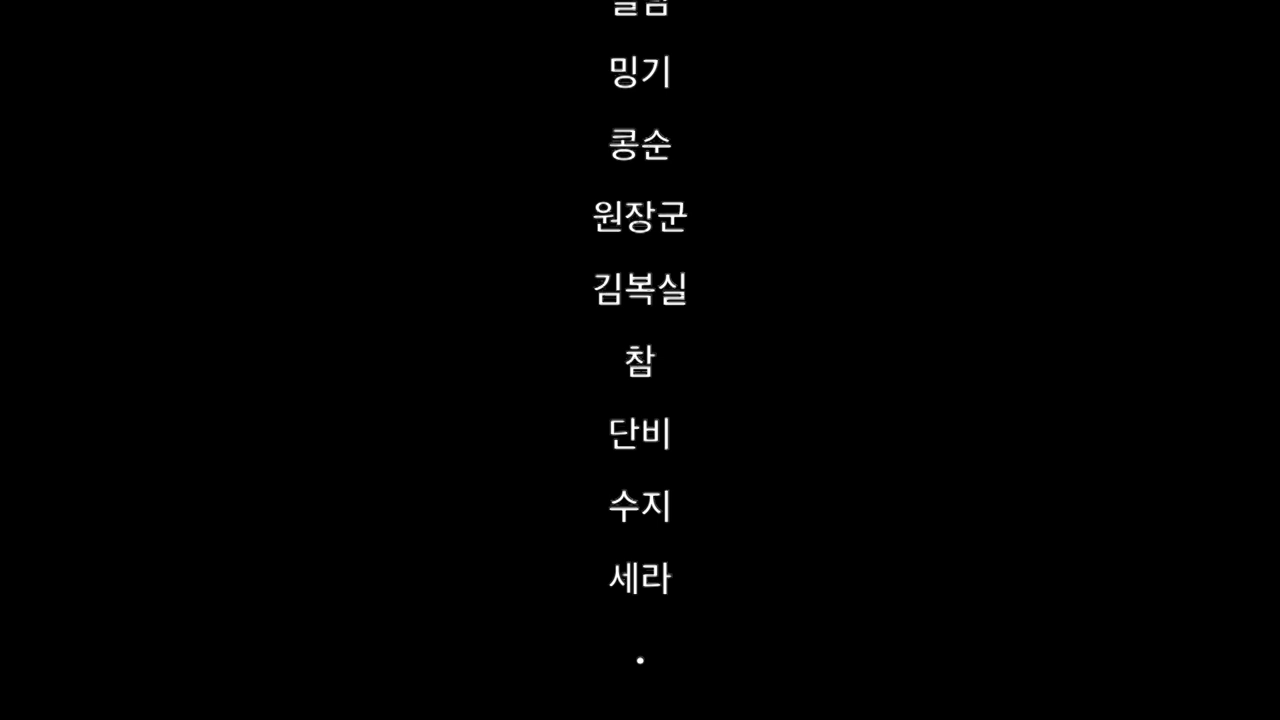 밍기
콩순
원장군
김복실
참
단비
수지
세라
.